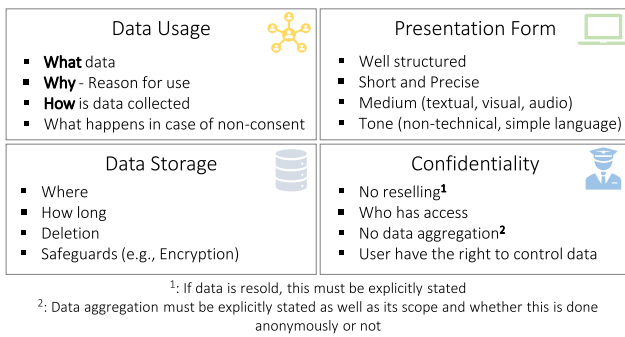 Data Usage
▪ What data
▪ Why - Reason for use
▪ How is data collected
▪ What happens in case of non-consent
Presentation Form
▪ Well structured
▪ Short and Precise
▪ Medium (textual, visual, audio)
▪ Tone (non-technical, simple language)
Data Storage
▪ Where
▪ How long
▪ Deletion
▪ Safeguards (e.g., Encryption)
Confidentiality
▪ No reselling¹
▪ Who has access
▪ No data aggregation²
▪ User have the right to control data
¹: If data is resold, this must be explicitly stated
²: Data aggregation must be explicitly stated as well as its scope and whether this is done
anonymously or not